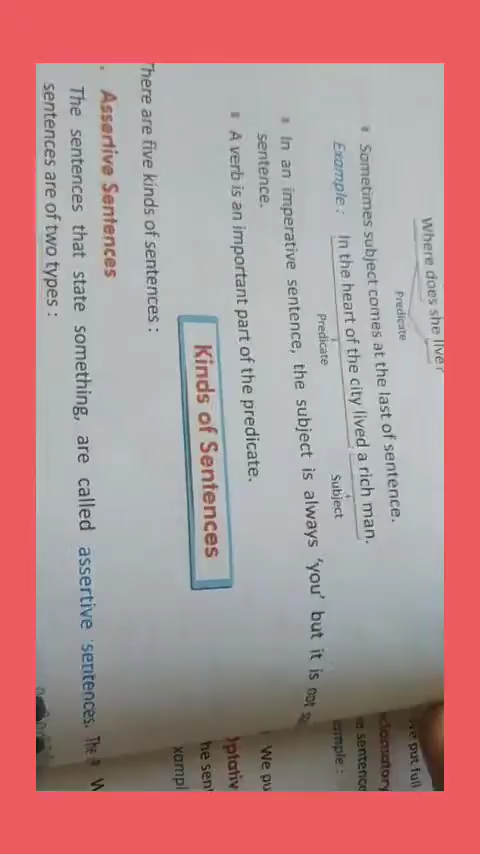 Where does she live?
Predicate
Sometimes subject comes at the last of sentence.
Example : In the heart of the city lived a rich man.
Predicate Subject
In an imperative sentence, the subject is always 'you' but it is not
sentence.
A verb is an important part of the predicate.
Kinds of Sentences
There are five kinds of sentences :
Assertive Sentences
The sentences that state something, are called assertive sentences. The
sentences are of two types :
put full
sentence
We pu
he sent